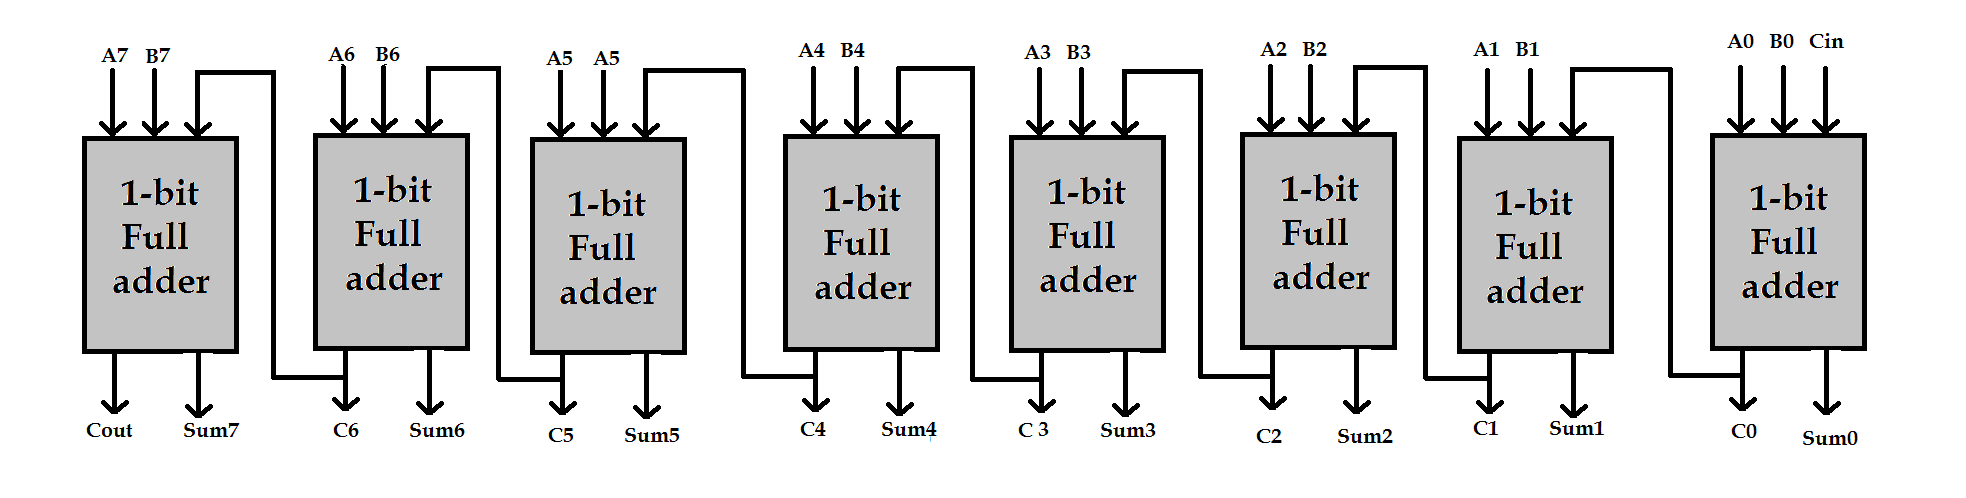 A7 B7 A6 B6 A5 A5 A4 B4 A3 B3 A2 B2 A1 B1 A0 B0 Cin
1-bit
Full
adder
1-bit
Full
adder
1-bit
Full
adder
1-bit
Full
adder
1-bit
Full
adder
1-bit
Full
adder
1-bit
Full
adder
1-bit
Full
adder
Cout Sum7 C6 Sum6 C5 Sum5 C4 Sum4 C 3 Sum3 C2 Sum2 C1 Sum1 C0 Sum0